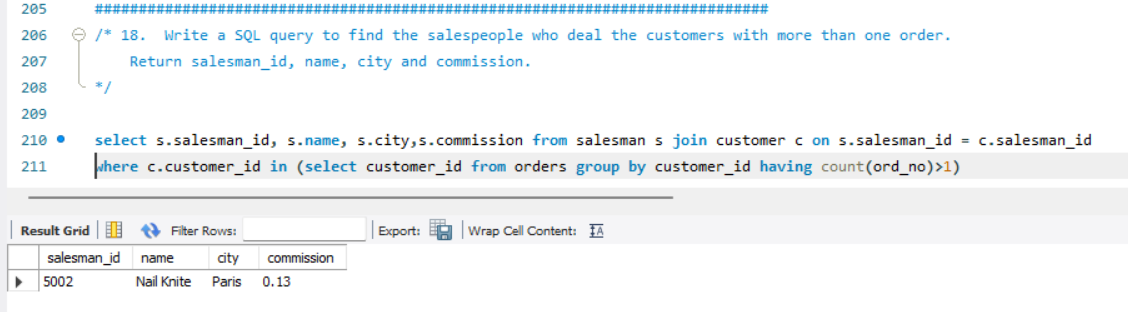 205 ################################################################################
206 /* 18. Write a SQL query to find the salespeople who deal the customers with more than one order.
207 Return salesman_id, name, city and commission.
208 */
209
210 select s.salesman_id, s.name, s.city,s.commission from salesman s join customer c on s.salesman_id = c.salesman_id
211 where c.customer_id in (select customer_id from orders group by customer_id having count(ord_no)>1)
Result Grid Filter Rows: Export: Wrap Cell Content: IA
salesman_id name city commission
5002 Nail Knite Paris 0.13